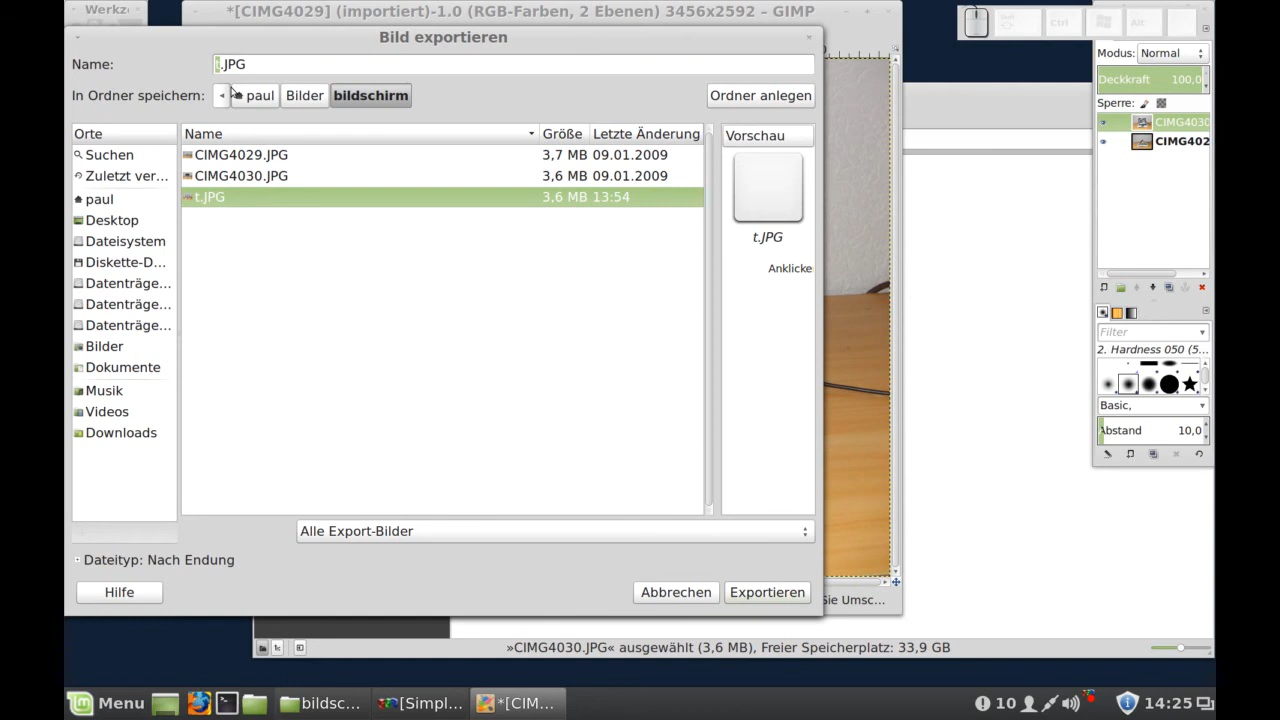 Werkz
*[CIMG4029] (importiert)-1.0 (RGB-Farben, 2 Ebenen) 3456x2592 – GIMP
Bild exportieren
Ctrl
Alt
Name:
t.JPG
In Ordner speichern:
paul
Bilder
bildschirm
Ordner anlegen
Orte
Suchen
Zuletzt ver...
paul
Desktop
Dateisystem
Diskette-D...
Datenträge...
Datenträge...
Datenträge...
Bilder
Dokumente
Musik
Videos
Downloads
Name Größe Letzte Änderung
CIMG4029.JPG 3,7 MB 09.01.2009
CIMG4030.JPG 3,6 MB 09.01.2009
t.JPG 3,6 MB 13:54
Vorschau
t.JPG
Anklicke
Alle Export-Bilder
Dateityp: Nach Endung
Hilfe
Abbrechen
Exportieren
Modus: Normal
Deckkraft 100,0
Sperre:
CIMG4030
CIMG402
Filter
2. Hardness 050 (5...
Basic,
Abstand 10,0
Sie Umsc...
»CIMG4030.JPG« ausgewählt (3,6 MB), Freier Speicherplatz: 33,9 GB
Menu
bildsc...
[Simpl...
*[CIM...
10
14:25